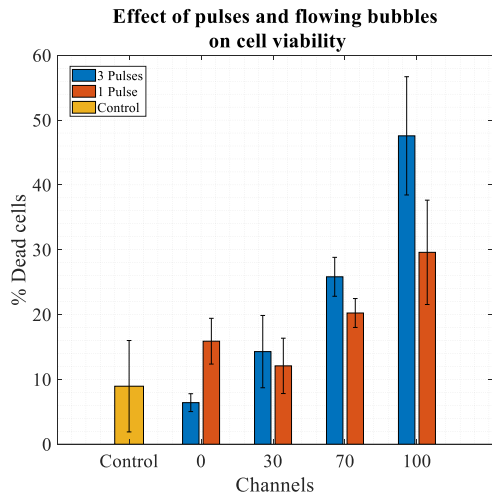 Effect of pulses and flowing bubbles
on cell viability
60
50
40
30
20
10
0
% Dead cells
3 Pulses
1 Pulse
Control
Control 0 30 70 100
Channels